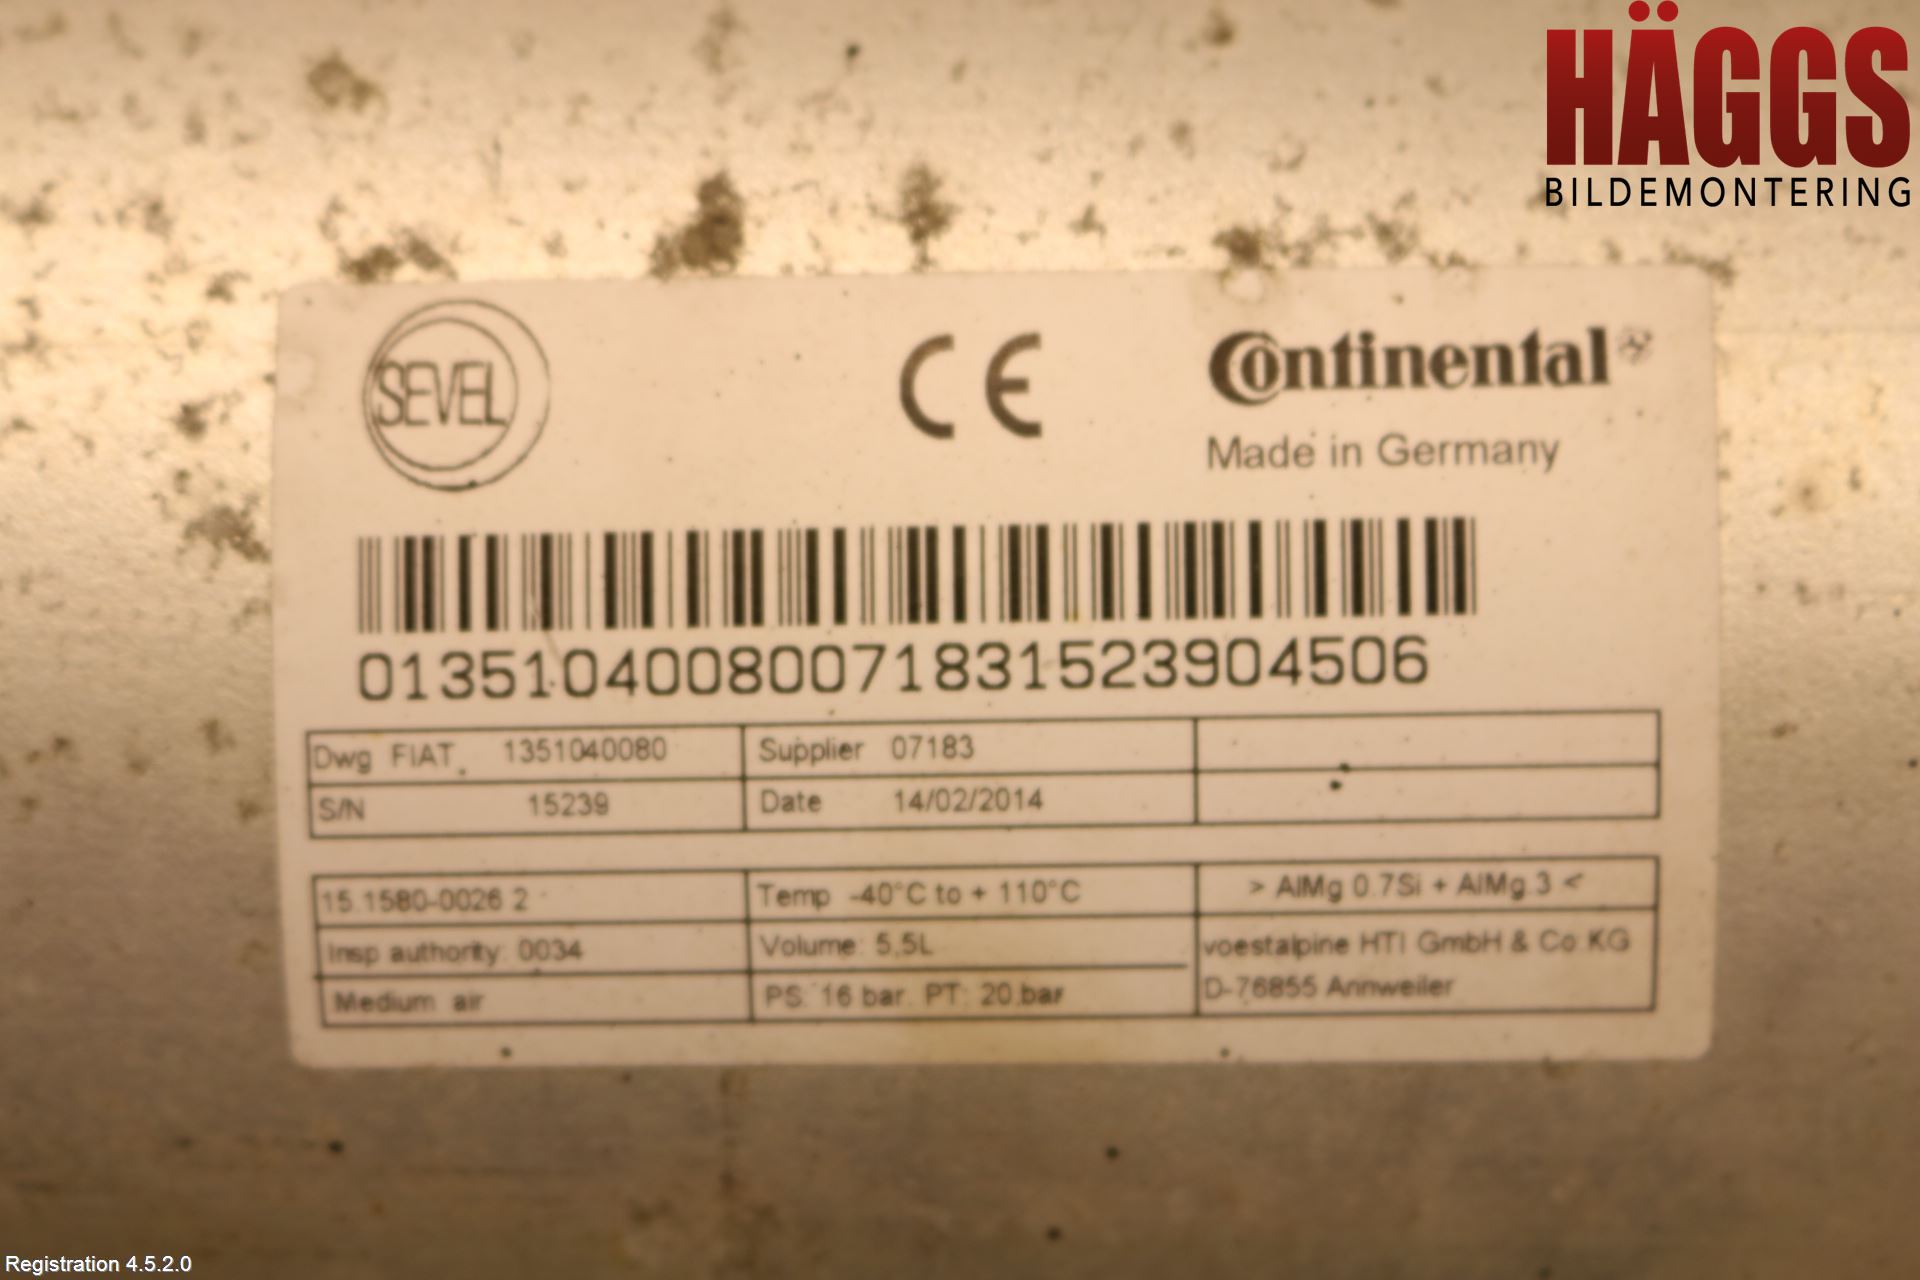 HÄGGS
BILDEMONTERING
SEVEL
CE
Continental
Made in Germany
01351040080071831523904506
Dwg FIAT 1351040080
Supplier 07183
S/N 15239
Date 14/02/2014
15.1580-0026.2
Temp -40°C to + 110°C
> AlMg 0.7Si + AlMg 3 <
Insp authority: 0034
Volume: 5,5L
voestalpine HTI GmbH & Co KG
Medium air
PS: 16 bar PT: 20 bar
D-76855 Annweiler
Registration 4.5.2.0